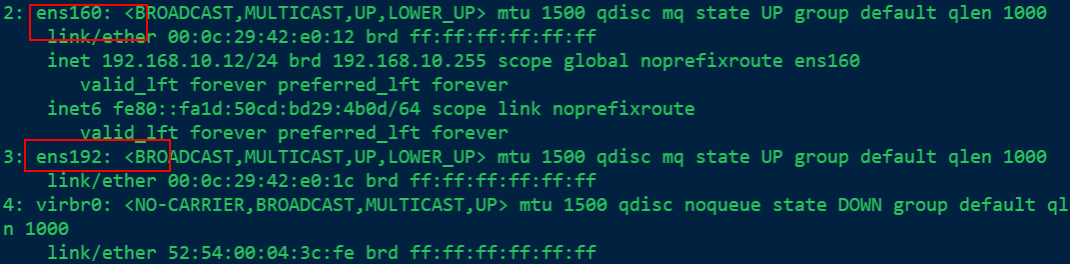 2: ens160: <BROADCAST,MULTICAST,UP,LOWER_UP> mtu 1500 qdisc mq state UP group default qlen 1000
    link/ether 00:0c:29:42:e0:12 brd ff:ff:ff:ff:ff:ff
    inet 192.168.10.12/24 brd 192.168.10.255 scope global noprefixroute ens160
       valid_lft forever preferred_lft forever
    inet6 fe80::fa1d:50cd:bd29:4b0d/64 scope link noprefixroute
       valid_lft forever preferred_lft forever
3: ens192: <BROADCAST,MULTICAST,UP,LOWER_UP> mtu 1500 qdisc mq state UP group default qlen 1000
    link/ether 00:0c:29:42:e0:1c brd ff:ff:ff:ff:ff:ff
4: virbr0: <NO-CARRIER,BROADCAST,MULTICAST,UP> mtu 1500 qdisc noqueue state DOWN group default qle
n 1000
    link/ether 52:54:00:04:3c:fe brd ff:ff:ff:ff:ff:ff